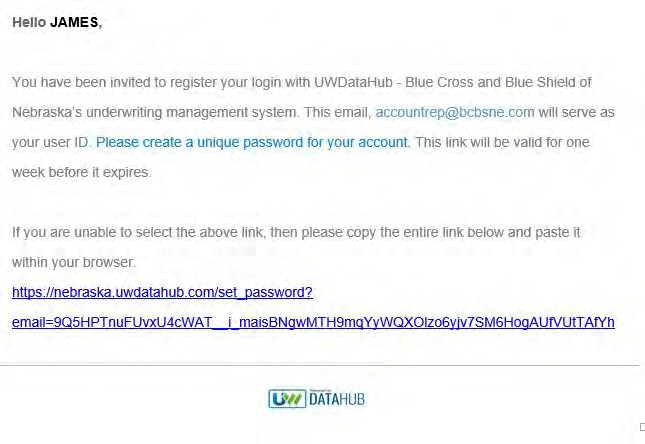 Hello JAMES,
You have been invited to register your login with UWDataHub - Blue Cross and Blue Shield of
Nebraska's underwriting management system. This email, accountrep@bcbsne.com will serve as
your user ID. Please create a unique password for your account. This link will be valid for one
week before it expires.
If you are unable to select the above link, then please copy the entire link below and paste it
within your browser.
https://nebraska.uwdatahub.com/set_password?
email=9Q5HPTnuFUvxU4cWAT__i_maisBNgwMTH9mqYyWQXOlzo6yjv7SM6HogAUfVUtTAfYh
UW DATAHUB